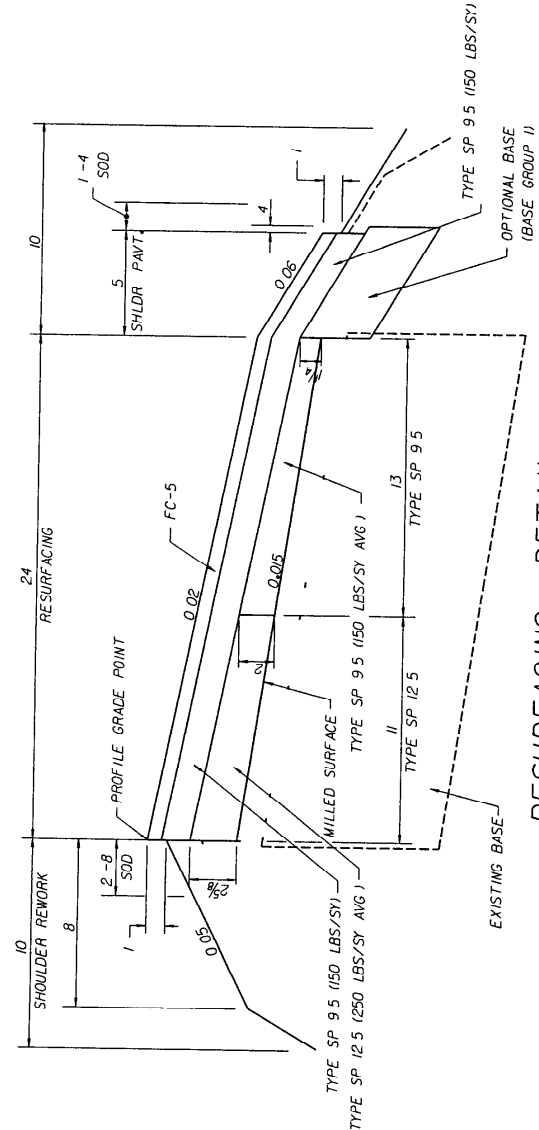 10
SHOULDER REWORK
24
RESURFACING
10
8
5
SHLDR PAVT.
1-4
SOD
2-8
SOD
1
PROFILE GRADE POINT
FC-5
0.02
0.06
4
1
0.05
2⅝
2
1¼
0.015
MILLED SURFACE
TYPE SP 9.5 (150 LBS/SY AVG.)
TYPE SP 9.5 (150 LBS/SY)
TYPE SP 12.5 (250 LBS/SY AVG)
11
TYPE SP 12.5
13
TYPE SP 9.5
TYPE SP 9.5 (150 LBS/SY)
OPTIONAL BASE
(BASE GROUP 1)
EXISTING BASE